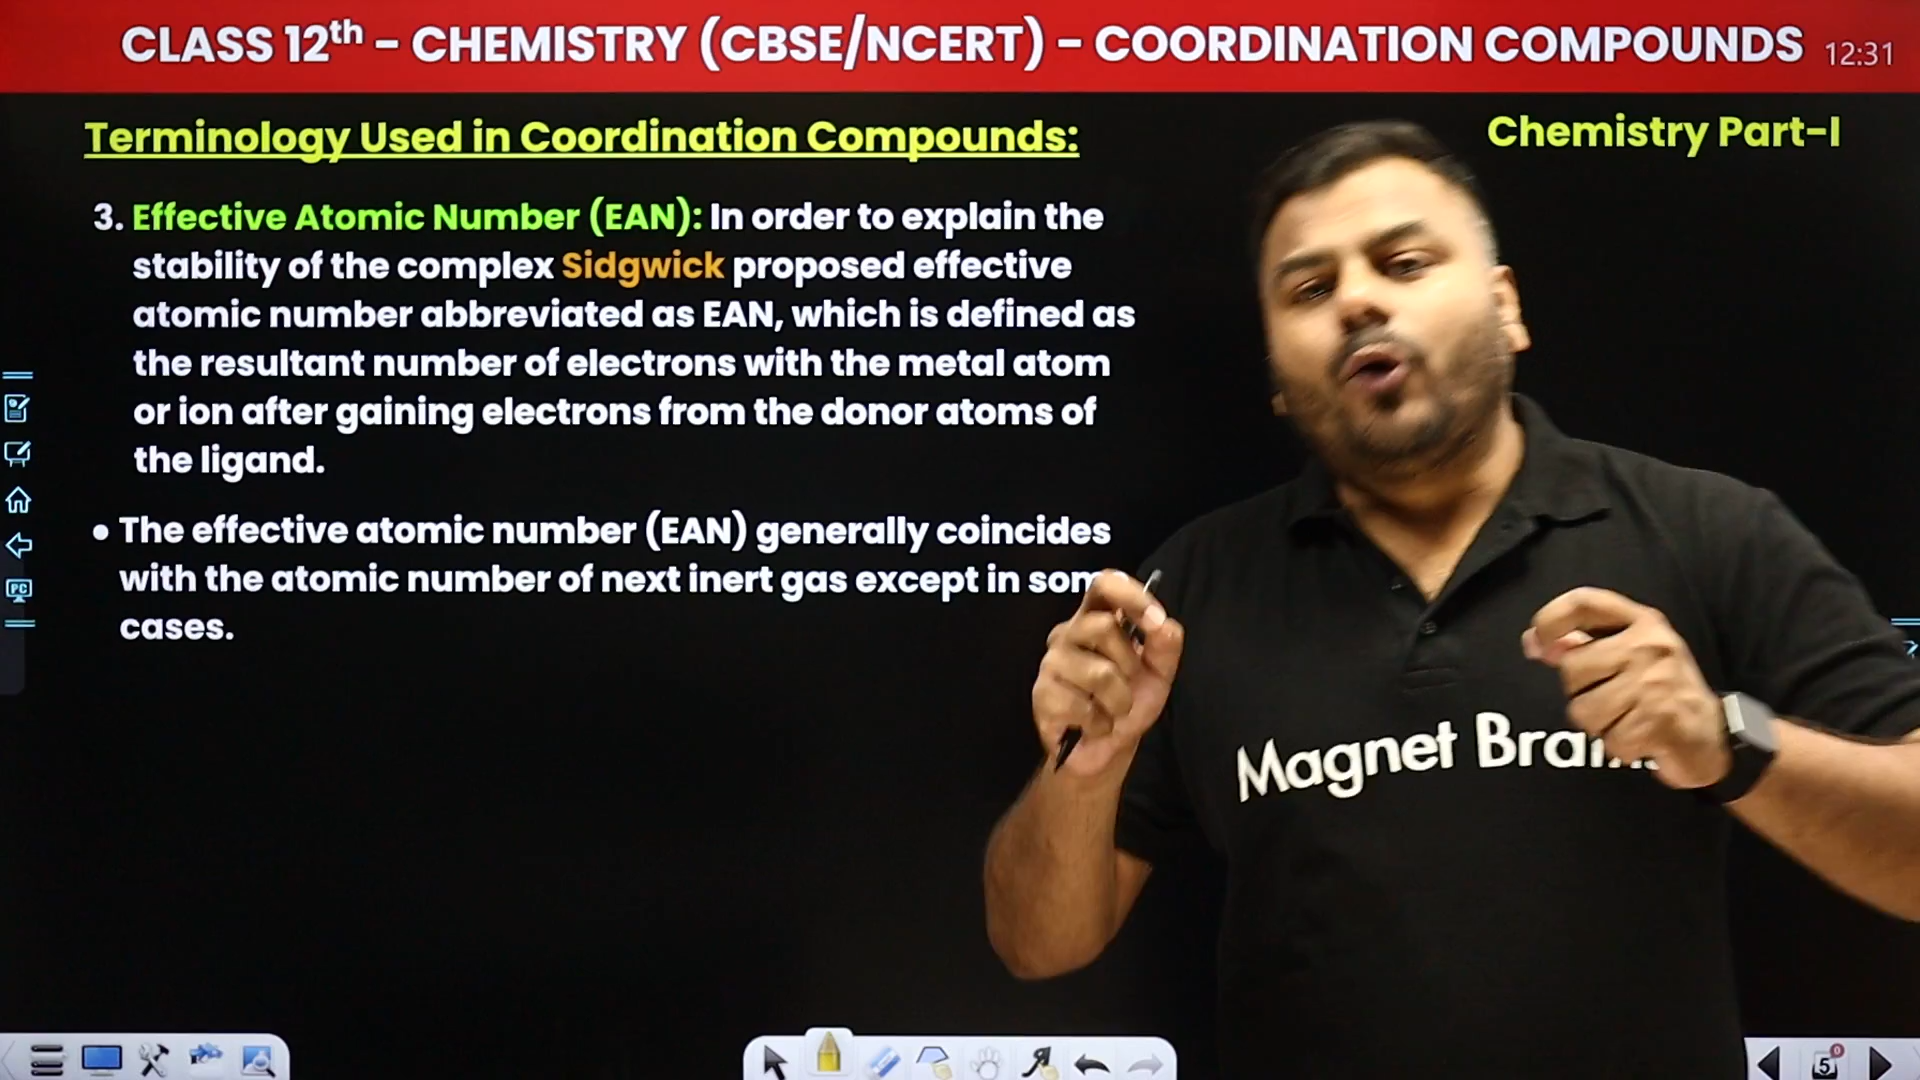 CLASS 12th - CHEMISTRY (CBSE/NCERT) - COORDINATION COMPOUNDS 12:31
Terminology Used in Coordination Compounds:
Chemistry Part-I
3. Effective Atomic Number (EAN): In order to explain the
stability of the complex Sidgwick proposed effective
atomic number abbreviated as EAN, which is defined as
the resultant number of electrons with the metal atom
or ion after gaining electrons from the donor atoms of
the ligand.
• The effective atomic number (EAN) generally coincides
with the atomic number of next inert gas except in som
cases.
Magnet Bra
PC
5
0